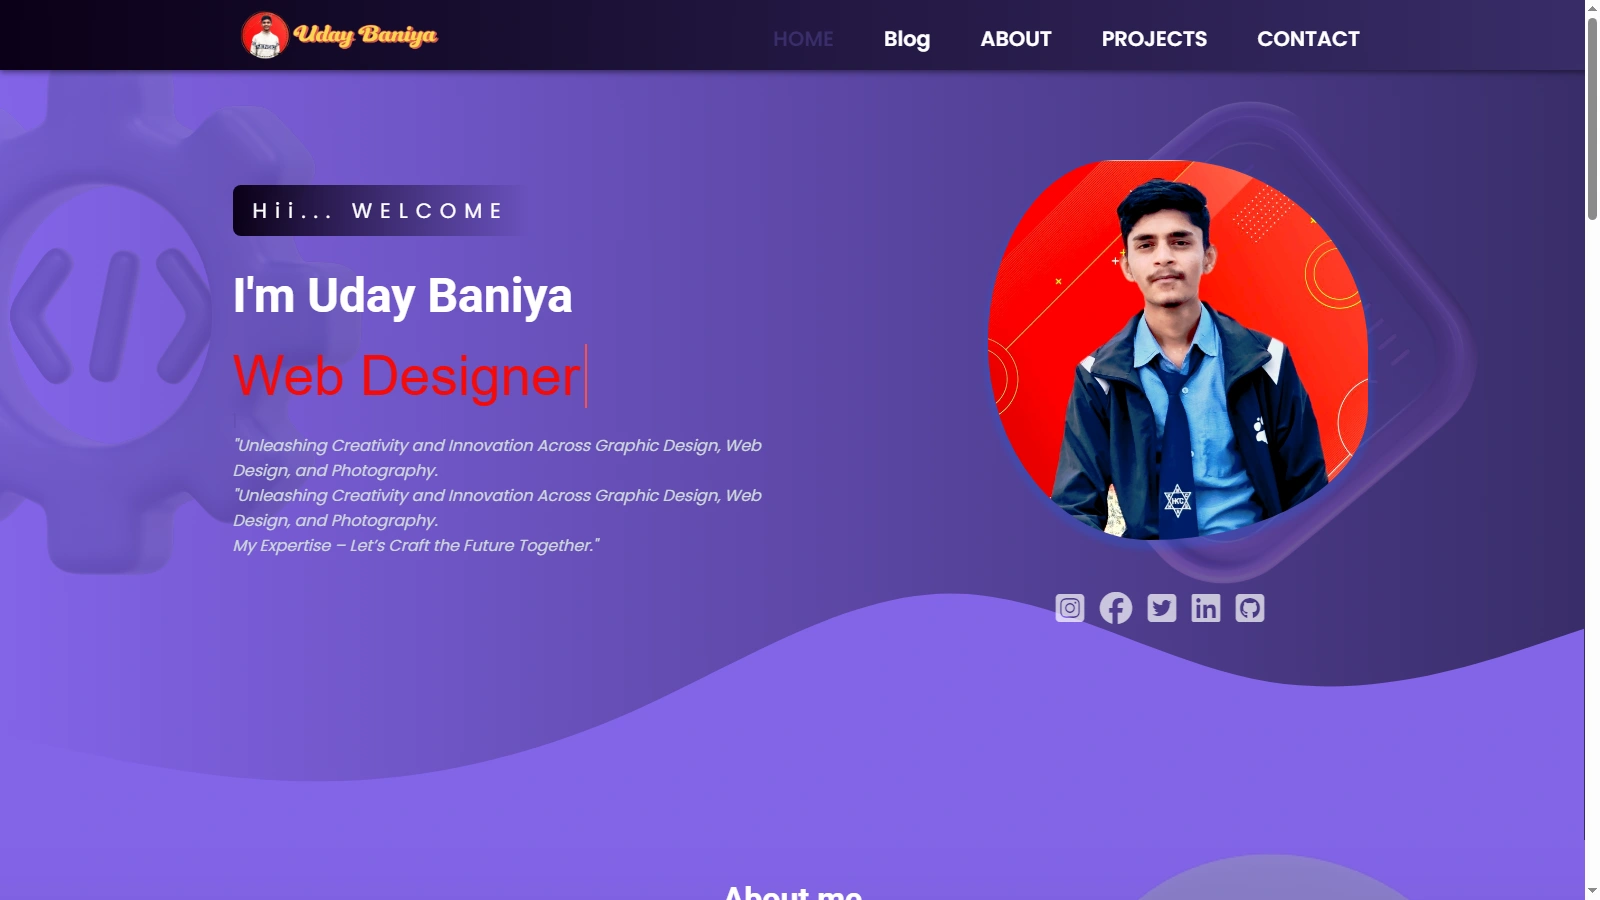 Uday Baniya
HOME
Blog
ABOUT
PROJECTS
CONTACT
Hii... WELCOME
I'm Uday Baniya
Web Designer
"Unleashing Creativity and Innovation Across Graphic Design, Web
Design, and Photography.
"Unleashing Creativity and Innovation Across Graphic Design, Web
Design, and Photography.
My Expertise – Let’s Craft the Future Together."
in
About me